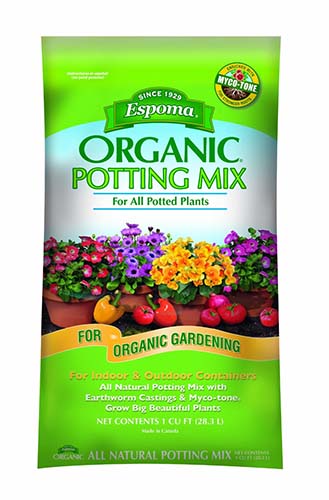 SINCE 1929
Espoma®
MYCO-TONE
ORGANIC®
POTTING MIX
For All Potted Plants
FOR ORGANIC GARDENING
For Indoor & Outdoor Containers
All Natural Potting Mix with
Earthworm Castings & Myco-tone®
Grow Big Beautiful Plants
NET CONTENTS 1 CU FT (28.3 L)
Made in Canada
Espoma
ORGANIC ALL NATURAL POTTING MIX